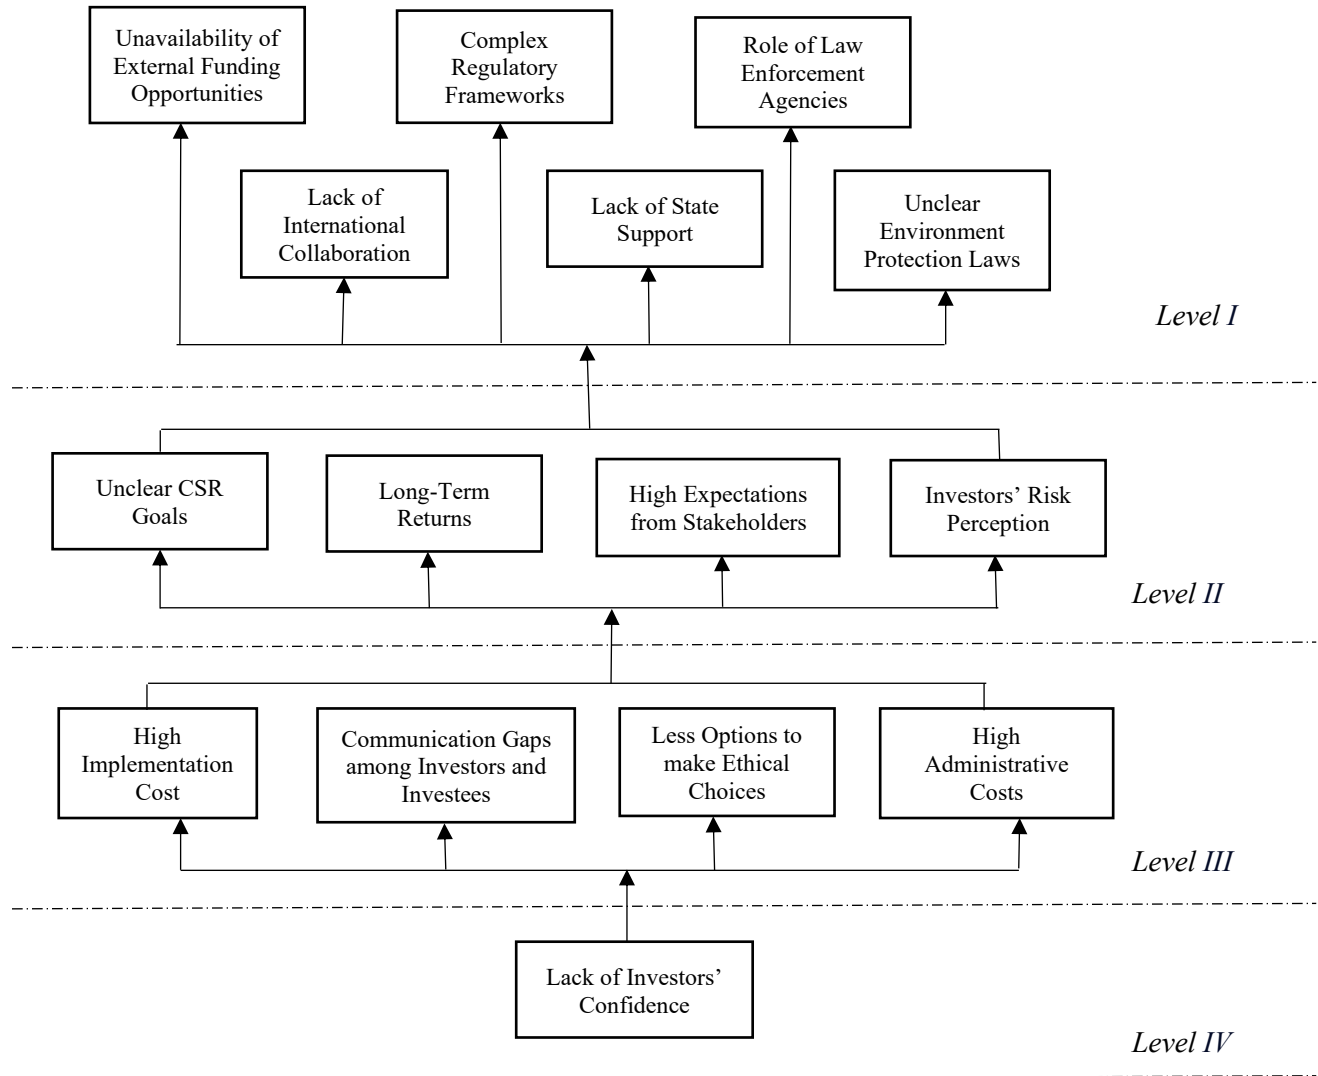 Unavailability of
External Funding
Opportunities
Complex
Regulatory
Frameworks
Role of Law
Enforcement
Agencies
Lack of
International
Collaboration
Lack of State
Support
Unclear
Environment
Protection Laws
Level I
Unclear CSR
Goals
Long-Term
Returns
High Expectations
from Stakeholders
Investors’ Risk
Perception
Level II
High
Implementation
Cost
Communication Gaps
among Investors and
Investees
Less Options to
make Ethical
Choices
High
Administrative
Costs
Level III
Lack of Investors’
Confidence
Level IV